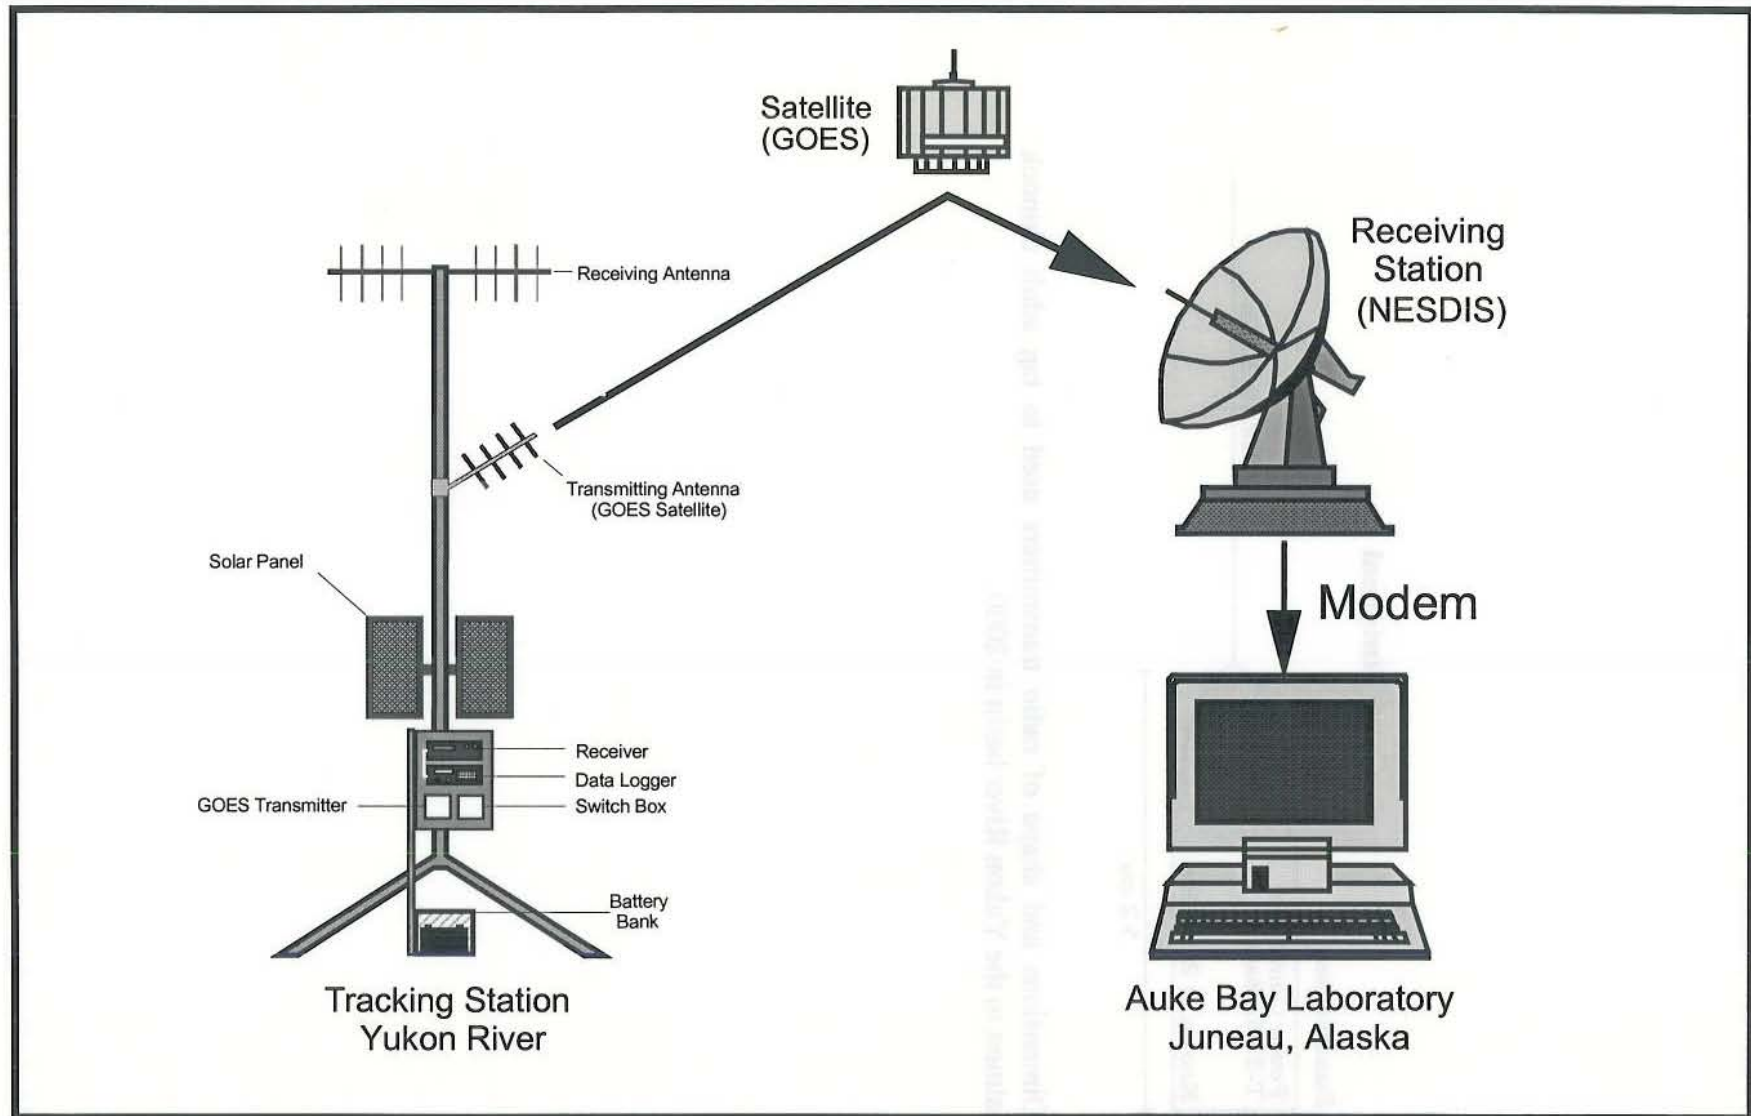 Satellite
(GOES)
Receiving
Station
(NESDIS)
Receiving Antenna
Transmitting Antenna
(GOES Satellite)
Solar Panel
Modem
Receiver
Data Logger
GOES Transmitter
Switch Box
Battery
Bank
Tracking Station
Yukon River
Auke Bay Laboratory
Juneau, Alaska